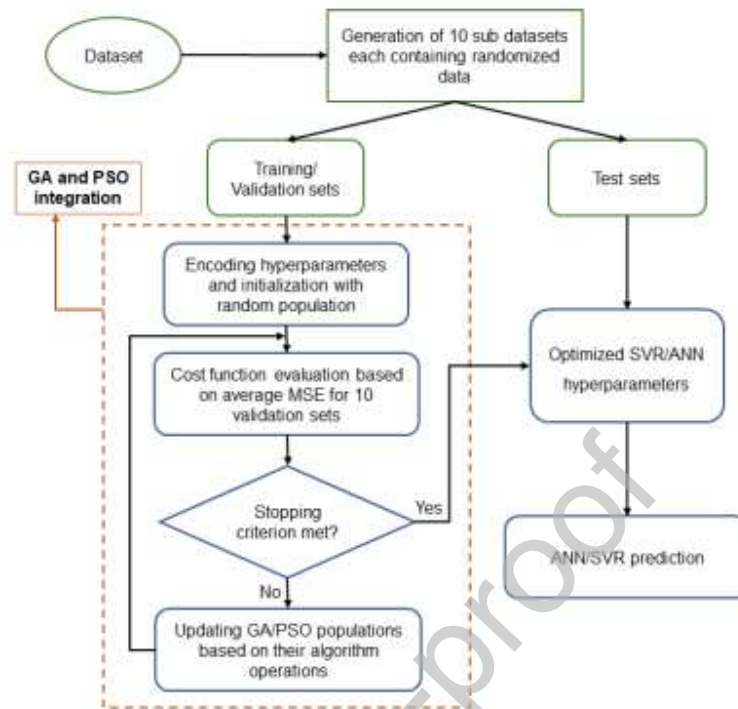 Dataset
Generation of 10 sub datasets
each containing randomized
data
GA and PSO
integration
Training/
Validation sets
Test sets
Encoding hyperparameters
and initialization with
random population
Cost function evaluation based
on average MSE for 10
validation sets
Optimized SVR/ANN
hyperparameters
Stopping
criterion met?
Yes
No
ANN/SVR prediction
Updating GA/PSO populations
based on their algorithm
operations
-proof